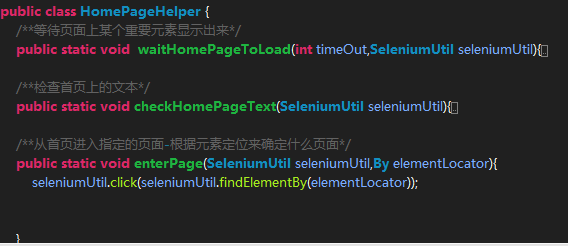 public class HomePageHelper {
/**等待页面上某个重要元素显示出来*/
public static void  waitHomePageToLoad(int timeOut,SeleniumUtil seleniumUtil){
/**检查首页上的文本*/
public static void checkHomePageText(SeleniumUtil seleniumUtil){
/**从首页进入指定的页面-根据元素定位来确定什么页面*/
public static void enterPage(SeleniumUtil seleniumUtil,By elementLocator){
seleniumUtil.click(seleniumUtil.findElementBy(elementLocator));
}